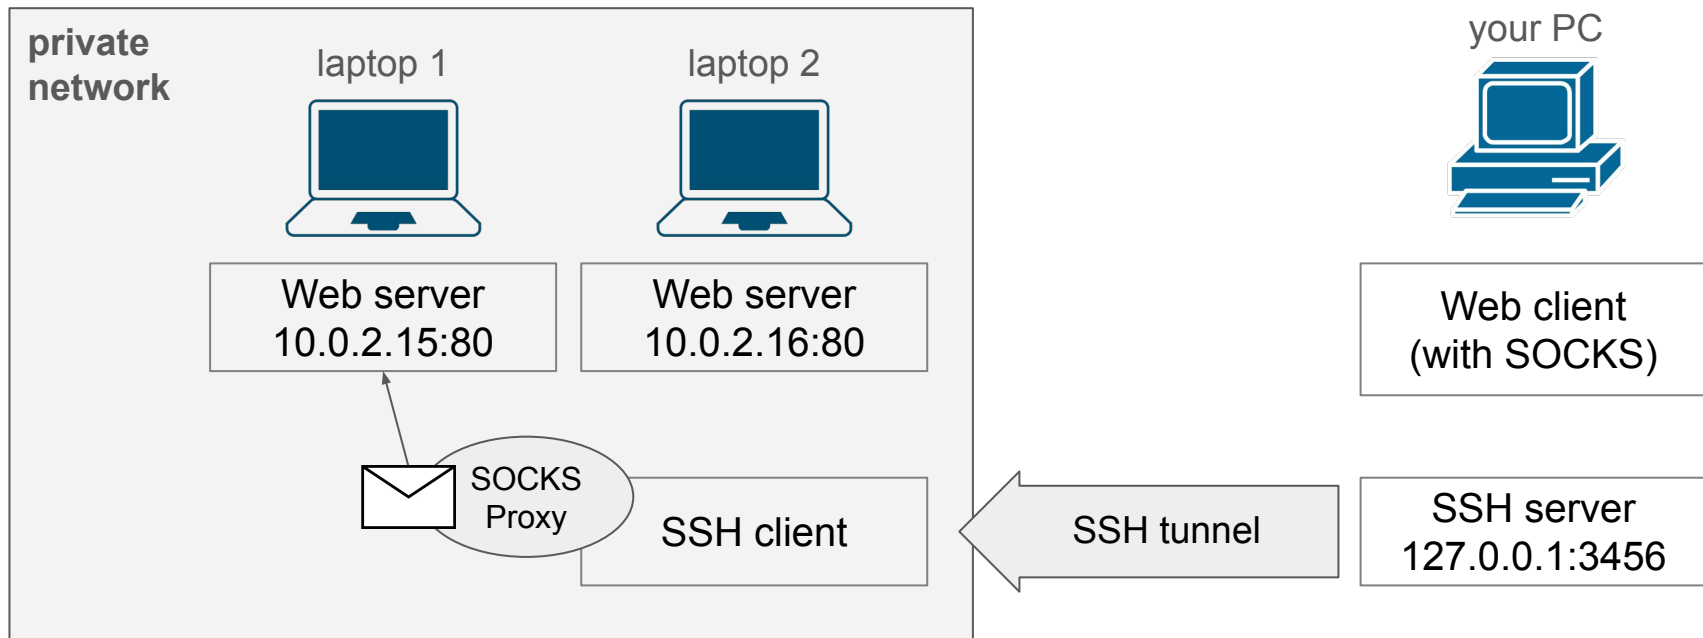 private
network
laptop 1
laptop 2
your PC
Web server
10.0.2.15:80
Web server
10.0.2.16:80
Web client
(with SOCKS)
SOCKS
Proxy
SSH client
SSH tunnel
SSH server
127.0.0.1:3456